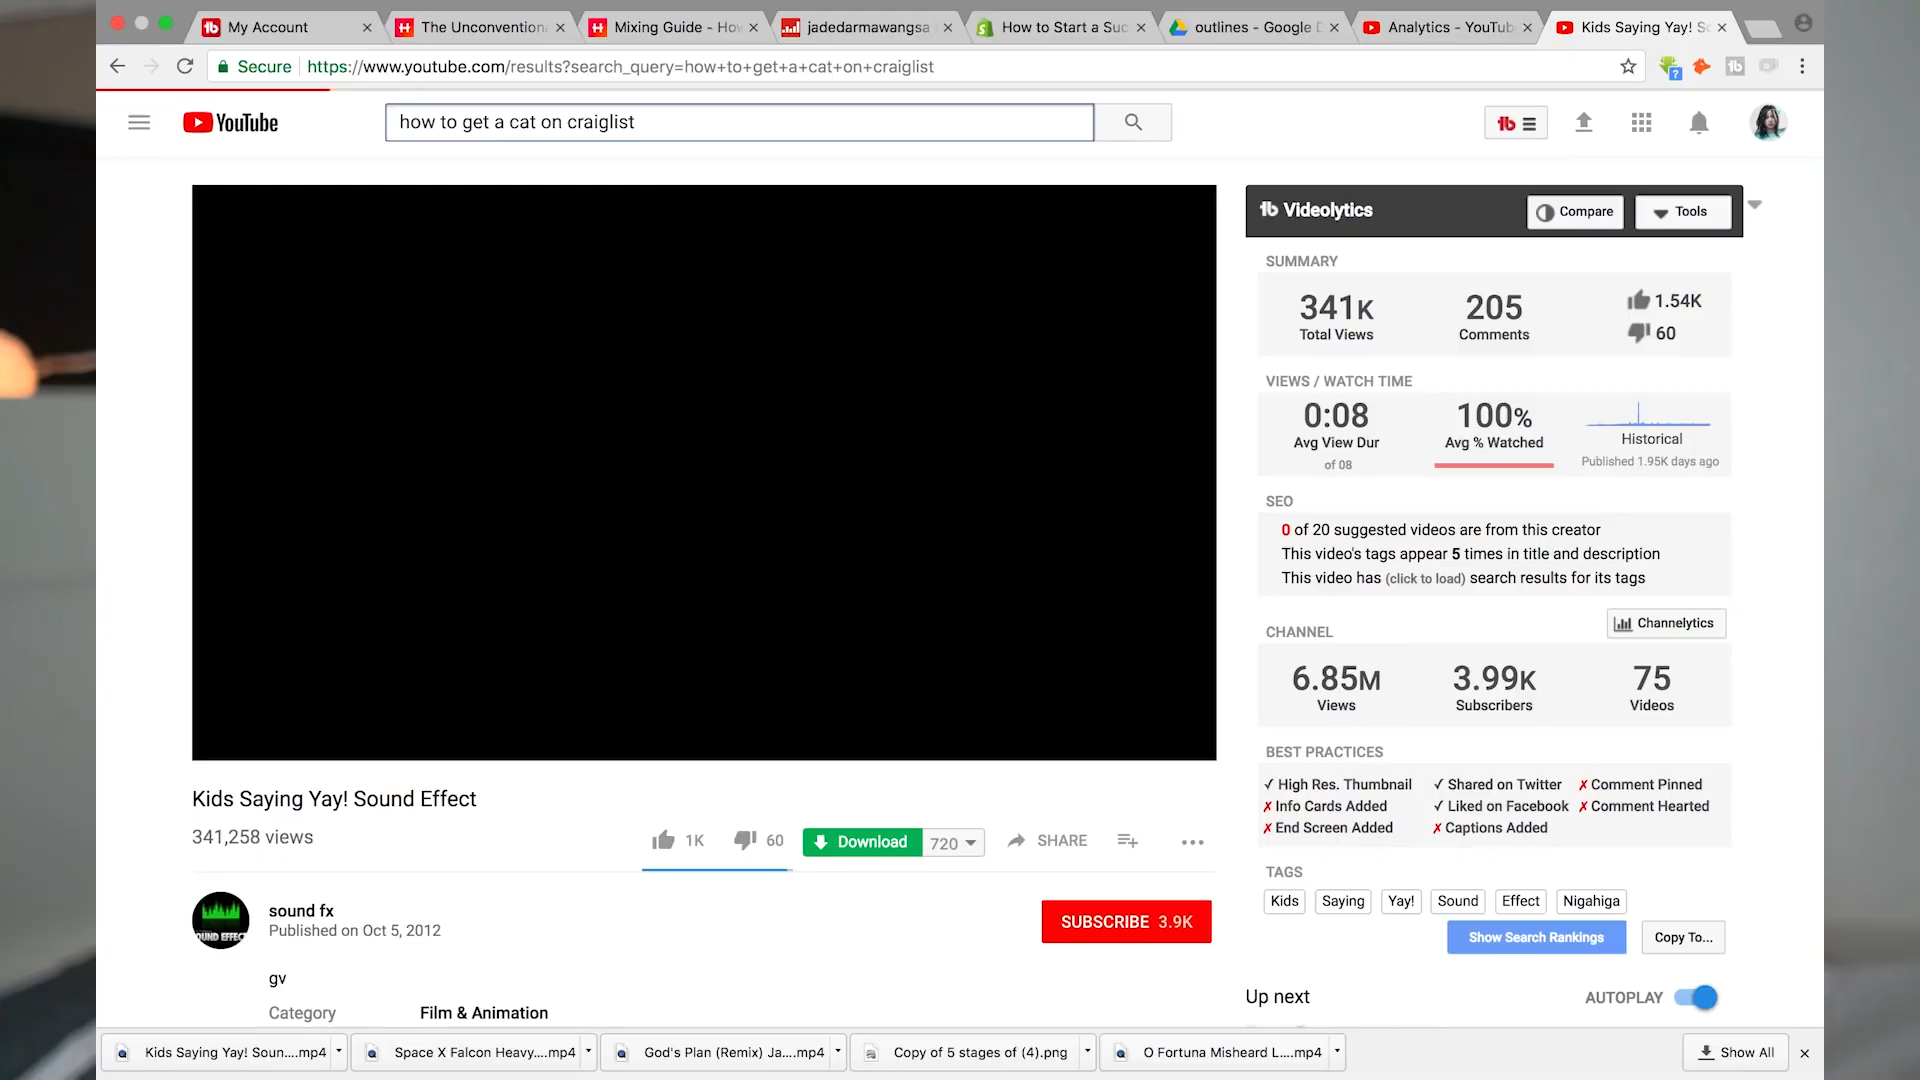 My Account
The Unconventiona
Mixing Guide - How
jadedarmawangsa
How to Start a Suc
outlines - Google D
Analytics - YouTub
Kids Saying Yay! So
Secure
https://www.youtube.com/results?search_query=how+to+get+a+cat+on+craiglist
YouTube
how to get a cat on craiglist
tb
tb Videolytics
Compare
Tools
SUMMARY
341K
205
1.54K
Total Views
Comments
60
VIEWS / WATCH TIME
0:08
100%
Avg View Dur
Avg % Watched
Historical
of 08
Published 1.95K days ago
SEO
0 of 20 suggested videos are from this creator
This video's tags appear 5 times in title and description
This video has (click to load) search results for its tags
CHANNEL
Channelytics
6.85M
3.99K
75
Views
Subscribers
Videos
BEST PRACTICES
✓ High Res. Thumbnail ✓ Shared on Twitter ✗ Comment Pinned
✗ Info Cards Added ✓ Liked on Facebook ✗ Comment Hearted
✗ End Screen Added ✗ Captions Added
TAGS
Kids Saying Yay! Sound Effect Nigahiga
Show Search Rankings
Copy To...
Up next
AUTOPLAY
Kids Saying Yay! Sound Effect
341,258 views
1K
60
Download
720
SHARE
sound fx
Published on Oct 5, 2012
OUND EFFEC
SUBSCRIBE 3.9K
gv
Category
Film & Animation
Kids Saying Yay! Soun....mp4
Space X Falcon Heavy....mp4
God's Plan (Remix) Ja....mp4
Copy of 5 stages of (4).png
O Fortuna Misheard L....mp4
Show All